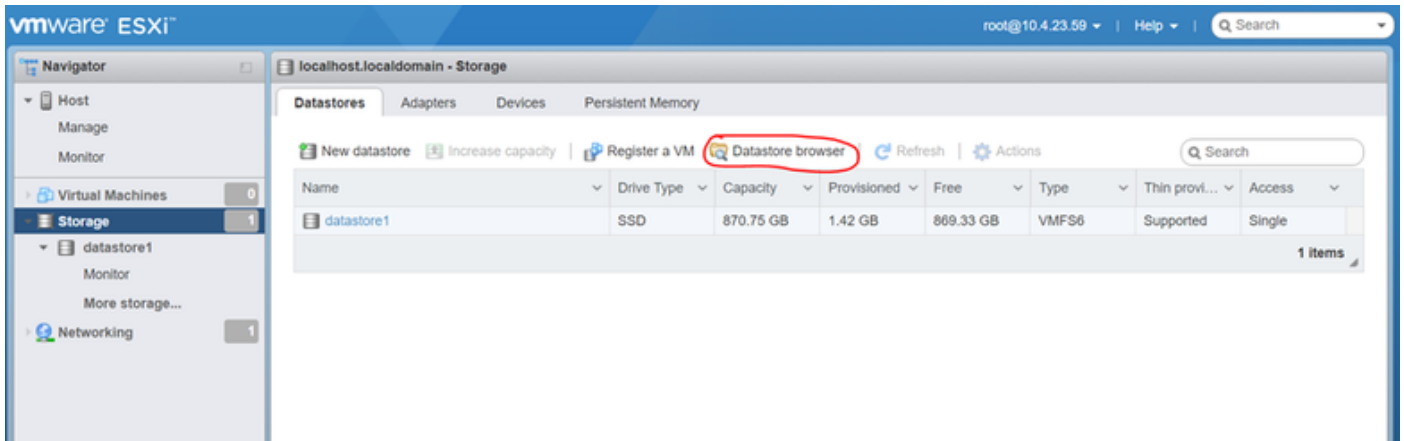 vmware ESXi™
root@10.4.23.59 | Help | Search
Navigator
Host
Manage
Monitor
Virtual Machines 0
Storage 1
datastore1
Monitor
More storage...
Networking 1
localhost.localdomain - Storage
Datastores Adapters Devices Persistent Memory
New datastore Increase capacity | Register a VM Datastore browser | Refresh | Actions Search
Name Drive Type Capacity Provisioned Free Type Thin provi... Access
datastore1 SSD 870.75 GB 1.42 GB 869.33 GB VMFS6 Supported Single
1 items